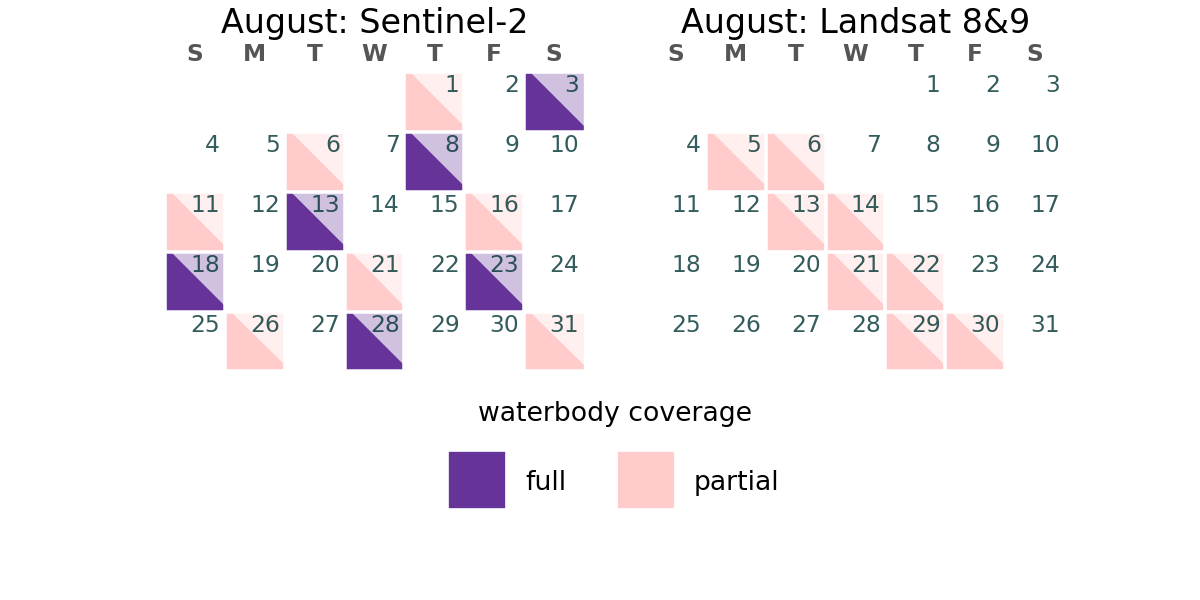 August: Sentinel-2
S M T W T F S
1 2 3
4 5 6 7 8 9 10
11 12 13 14 15 16 17
18 19 20 21 22 23 24
25 26 27 28 29 30 31
August: Landsat 8&9
S M T W T F S
1 2 3
4 5 6 7 8 9 10
11 12 13 14 15 16 17
18 19 20 21 22 23 24
25 26 27 28 29 30 31
waterbody coverage
full partial